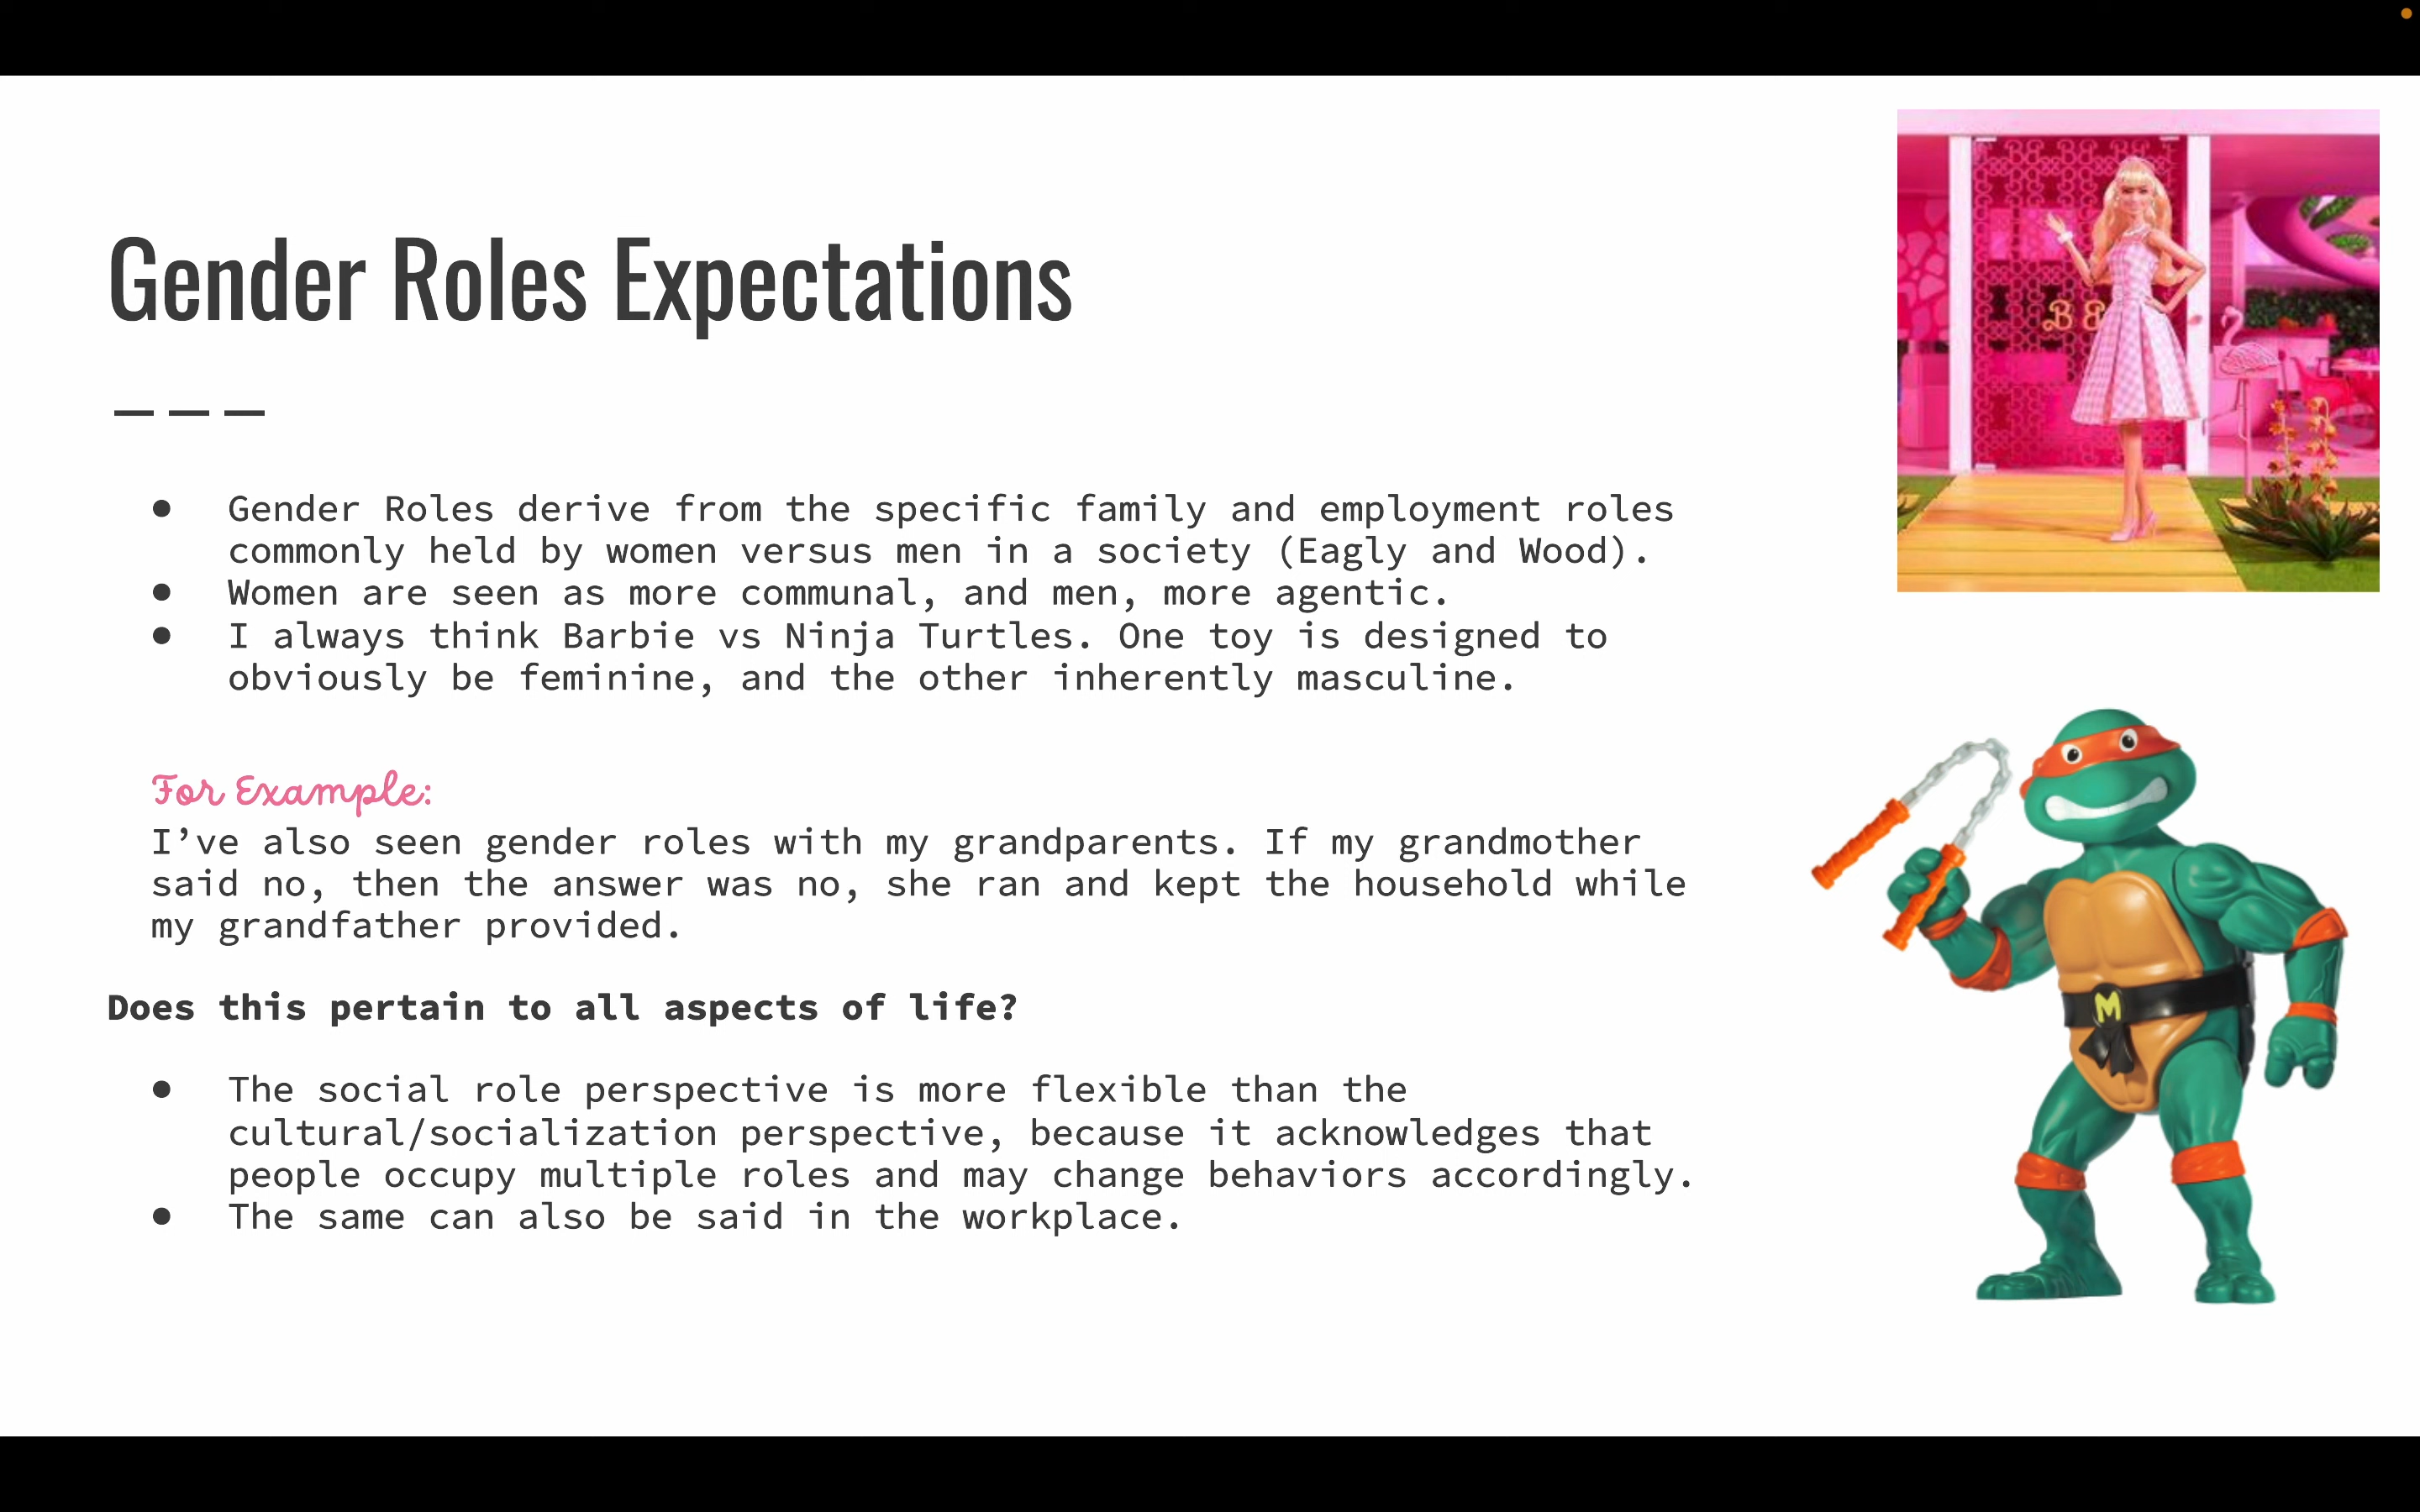 Gender Roles Expectations
● Gender Roles derive from the specific family and employment roles
commonly held by women versus men in a society (Eagly and Wood).
● Women are seen as more communal, and men, more agentic.
● I always think Barbie vs Ninja Turtles. One toy is designed to
obviously be feminine, and the other inherently masculine.
For Example:
I’ve also seen gender roles with my grandparents. If my grandmother
said no, then the answer was no, she ran and kept the household while
my grandfather provided.
Does this pertain to all aspects of life?
● The social role perspective is more flexible than the
cultural/socialization perspective, because it acknowledges that
people occupy multiple roles and may change behaviors accordingly.
● The same can also be said in the workplace.
B B
M